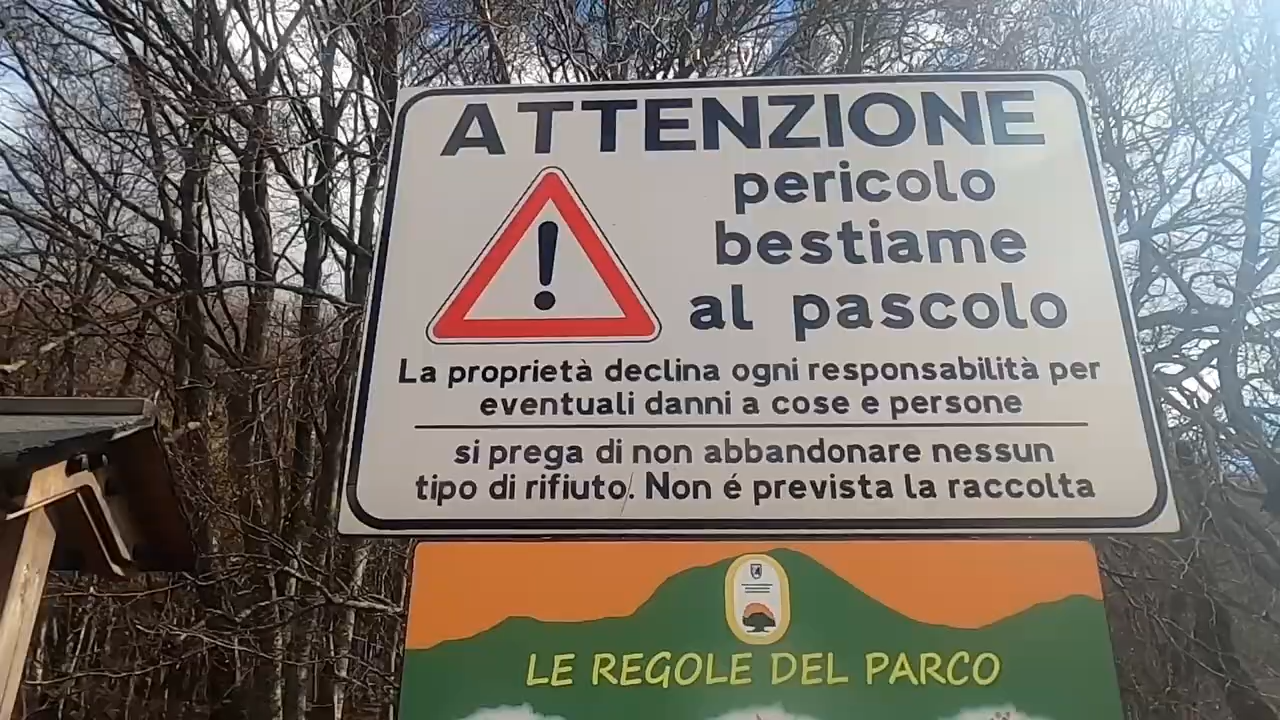 ATTENZIONE
pericolo
bestiame
al pascolo
La proprietà declina ogni responsabilità per
eventuali danni a cose e persone
si prega di non abbandonare nessun
tipo di rifiuto. Non é prevista la raccolta
LE REGOLE DEL PARCO